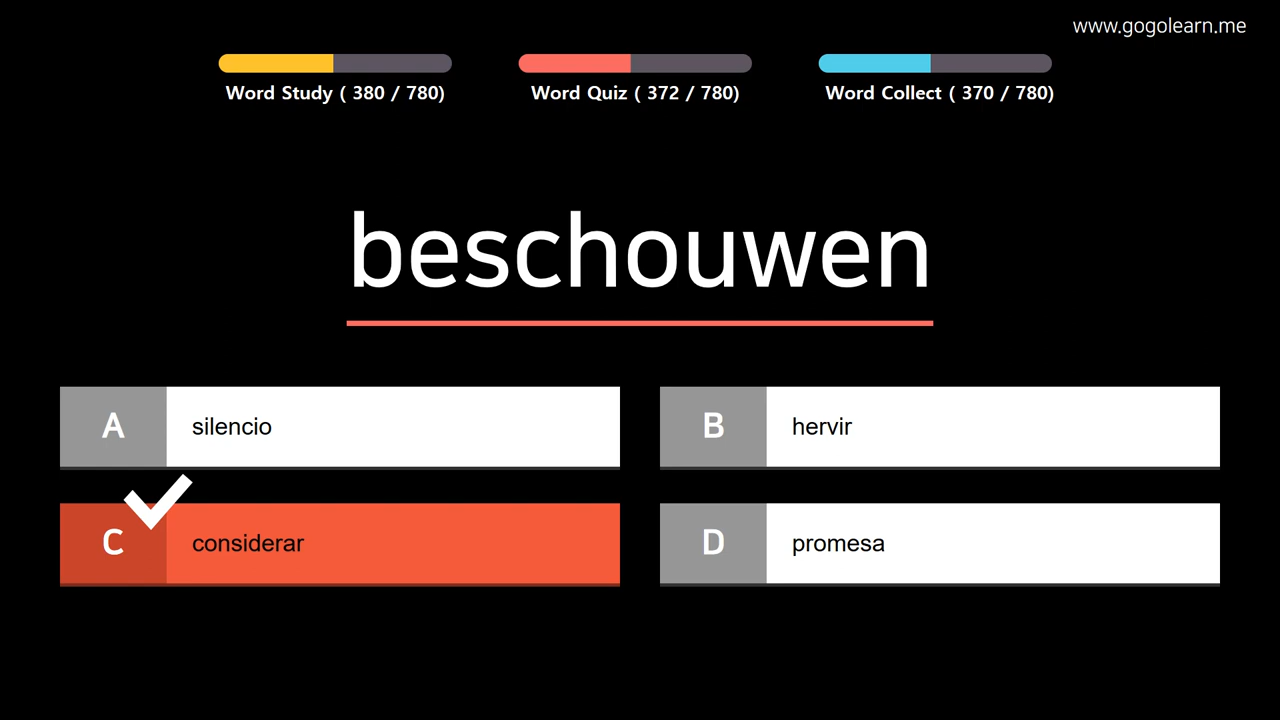 www.gogolearn.me
Word Study ( 380 / 780)
Word Quiz ( 372 / 780)
Word Collect ( 370 / 780)
beschouwen
A silencio
B hervir
C considerar
D promesa